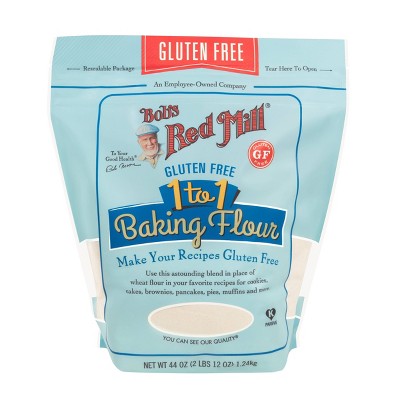 GLUTEN FREE
Resealable Package
Tear Here To Open
An Employee-Owned Company
Bob's
Red Mill®
To Your
Good Health®
Bob Moore
GLUTEN FREE
GF
GLUTEN FREE
1 to 1
Baking Flour
Make Your Recipes Gluten Free
Use this astounding blend in place of
wheat flour in your favorite recipes for cookies,
cakes, brownies, pancakes, pies, muffins and more.
K
PAREVE
YOU CAN SEE OUR QUALITY®
NET WT 44 OZ (2 LBS 12 OZ) 1.24kg